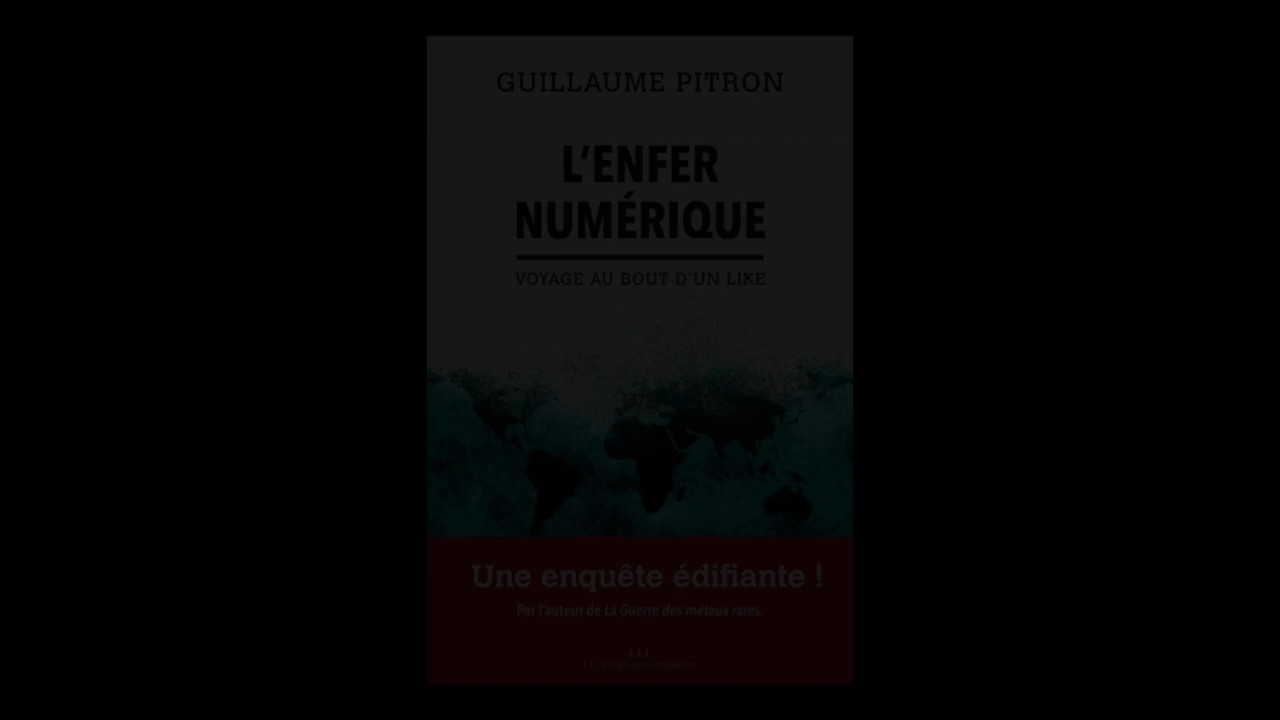 GUILLAUME PITRON
L'ENFER
NUMÉRIQUE
VOYAGE AU BOUT D'UN LIKE
Une enquête édifiante !
Par l'auteur de La Guerre des métaux rares.
LLL